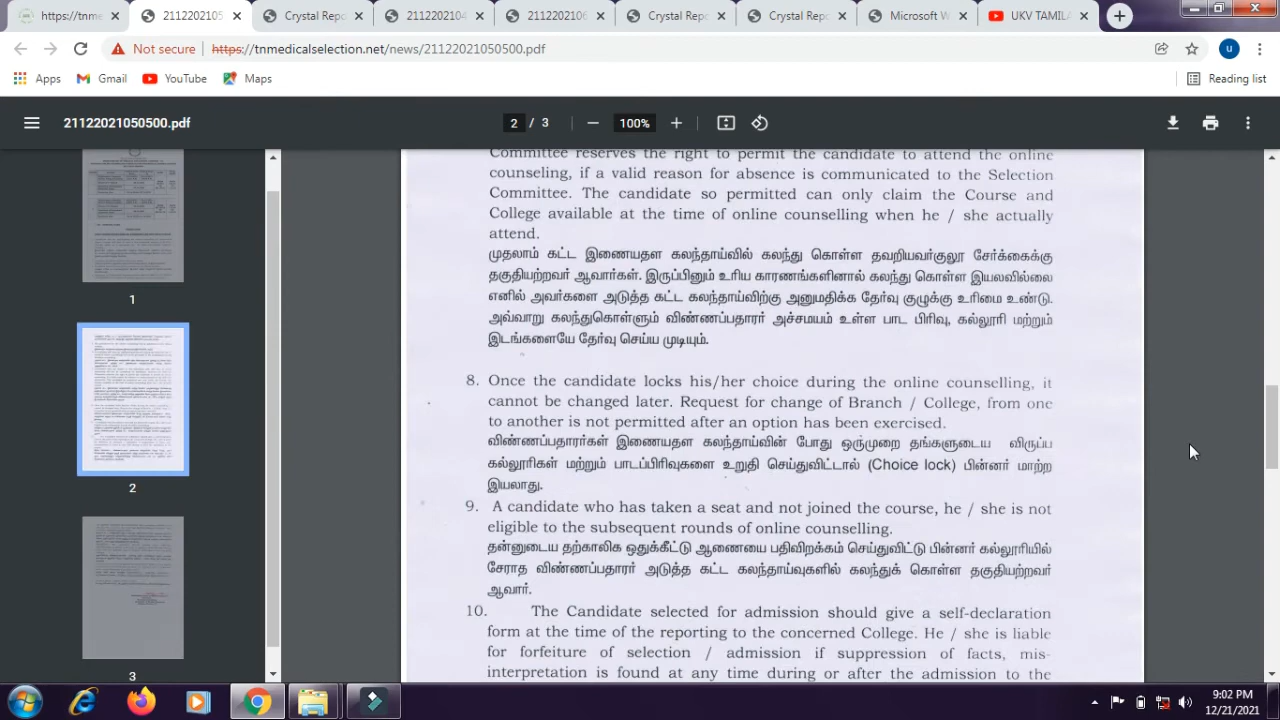 https://tnme
21122021050
Crystal Repo
2112202104
2112202106
Crystal Repo
Crystal Repo
Microsoft W
UKV TAMILA
Not secure https://tnmedicalselection.net/news/21122021050500.pdf
u
Apps Gmail YouTube Maps Reading list
21122021050500.pdf 2 / 3 100%
the right to permit the candidate to attend the online
if a valid reason for absence is communicated to the Selection
Committee. The candidate so permitted can only claim the Course and
College available at the time of online counselling when he / she actually
attend.
முதலாம் கட்ட இணையதள கலந்தாய்வில் கலந்து கொள்ள தவறியவர்களும் சேர்க்கைக்கு
தகுதியற்றவர் ஆவார்கள். இருப்பினும் உரிய காரணங்களினால் கலந்து கொள்ள இயலவில்லை
எனில் அவர்களை அடுத்த கட்ட கலந்தாய்விற்கு அனுமதிக்க தேர்வு குழுக்கு உரிமை உண்டு.
அவ்வாறு கலந்துகொள்ளும் விண்ணப்பதாரர் அச்சமயம் உள்ள பாட பிரிவு, கல்லூரி மற்றும்
இடங்களையே தேர்வு செய்ய முடியும்.
8. Once a candidate locks his/her choice during the online counselling, it
cannot be changed later. Request for change of Branch / College from one
to another is not permitted after an option has been exercised.
விண்ணப்பதாரர்கள் இணையதள கலந்தாய்வின் போது ஒருமுறை தங்களுடைய விருப்ப
கல்லூரிகள் மற்றும் பாடப்பிரிவுகளை உறுதி செய்துவிட்டால் (Choice lock) பின்னர் மாற்ற
இயலாது.
9. A candidate who has taken a seat and not joined the course, he / she is not
eligible to the subsequent rounds of online counselling.
தன்னுடைய தற்காலிக ஒதுக்கீட்டு ஆணையை பதிவிறக்கம் செய்துவிட்டு பின்னர் கல்லூரியில்
சேராத விண்ணப்பதாரர் அடுத்த கட்ட கலந்தாய்வுகளில் கலந்துக் கொள்ள தகுதியற்றவர்
ஆவார்.
10. The Candidate selected for admission should give a self-declaration
form at the time of the reporting to the concerned College. He / she is liable
for forfeiture of selection / admission if suppression of facts, mis-
interpretation is found at any time during or after the admission to the
1
2
3
9:02 PM
12/21/2021